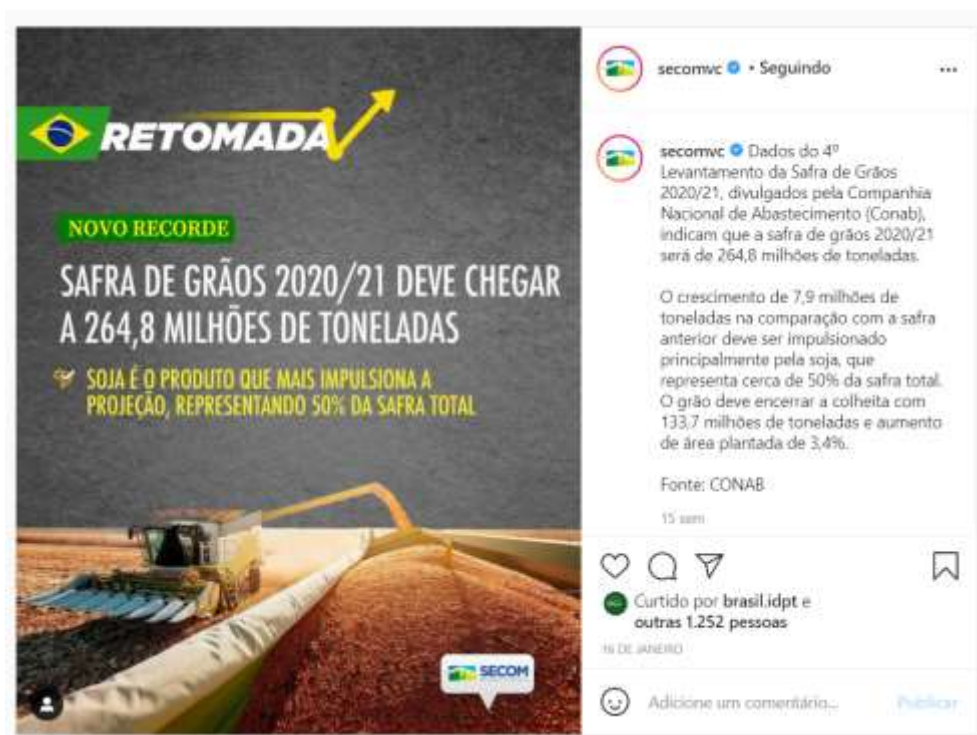 RETOMADA
NOVO RECORDE
SAFRA DE GRÃOS 2020/21 DEVE CHEGAR
A 264,8 MILHÕES DE TONELADAS
SOJA É O PRODUTO QUE MAIS IMPULSIONA A
PROJEÇÃO, REPRESENTANDO 50% DA SAFRA TOTAL
SECOM
secomvc • Seguindo
secomvc Dados do 4º
Levantamento da Safra de Grãos
2020/21, divulgados pela Companhia
Nacional de Abastecimento (Conab),
indicam que a safra de grãos 2020/21
será de 264,8 milhões de toneladas.
O crescimento de 7,9 milhões de
toneladas na comparação com a safra
anterior deve ser impulsionado
principalmente pela soja, que
representa cerca de 50% da safra total.
O grão deve encerrar a colheita com
133,7 milhões de toneladas e aumento
de área plantada de 3,4%.
Fonte: CONAB
15 sem
Curtido por brasil.idpt e
outras 1.252 pessoas
16 DE JANEIRO
Adicione um comentário...
Publicar